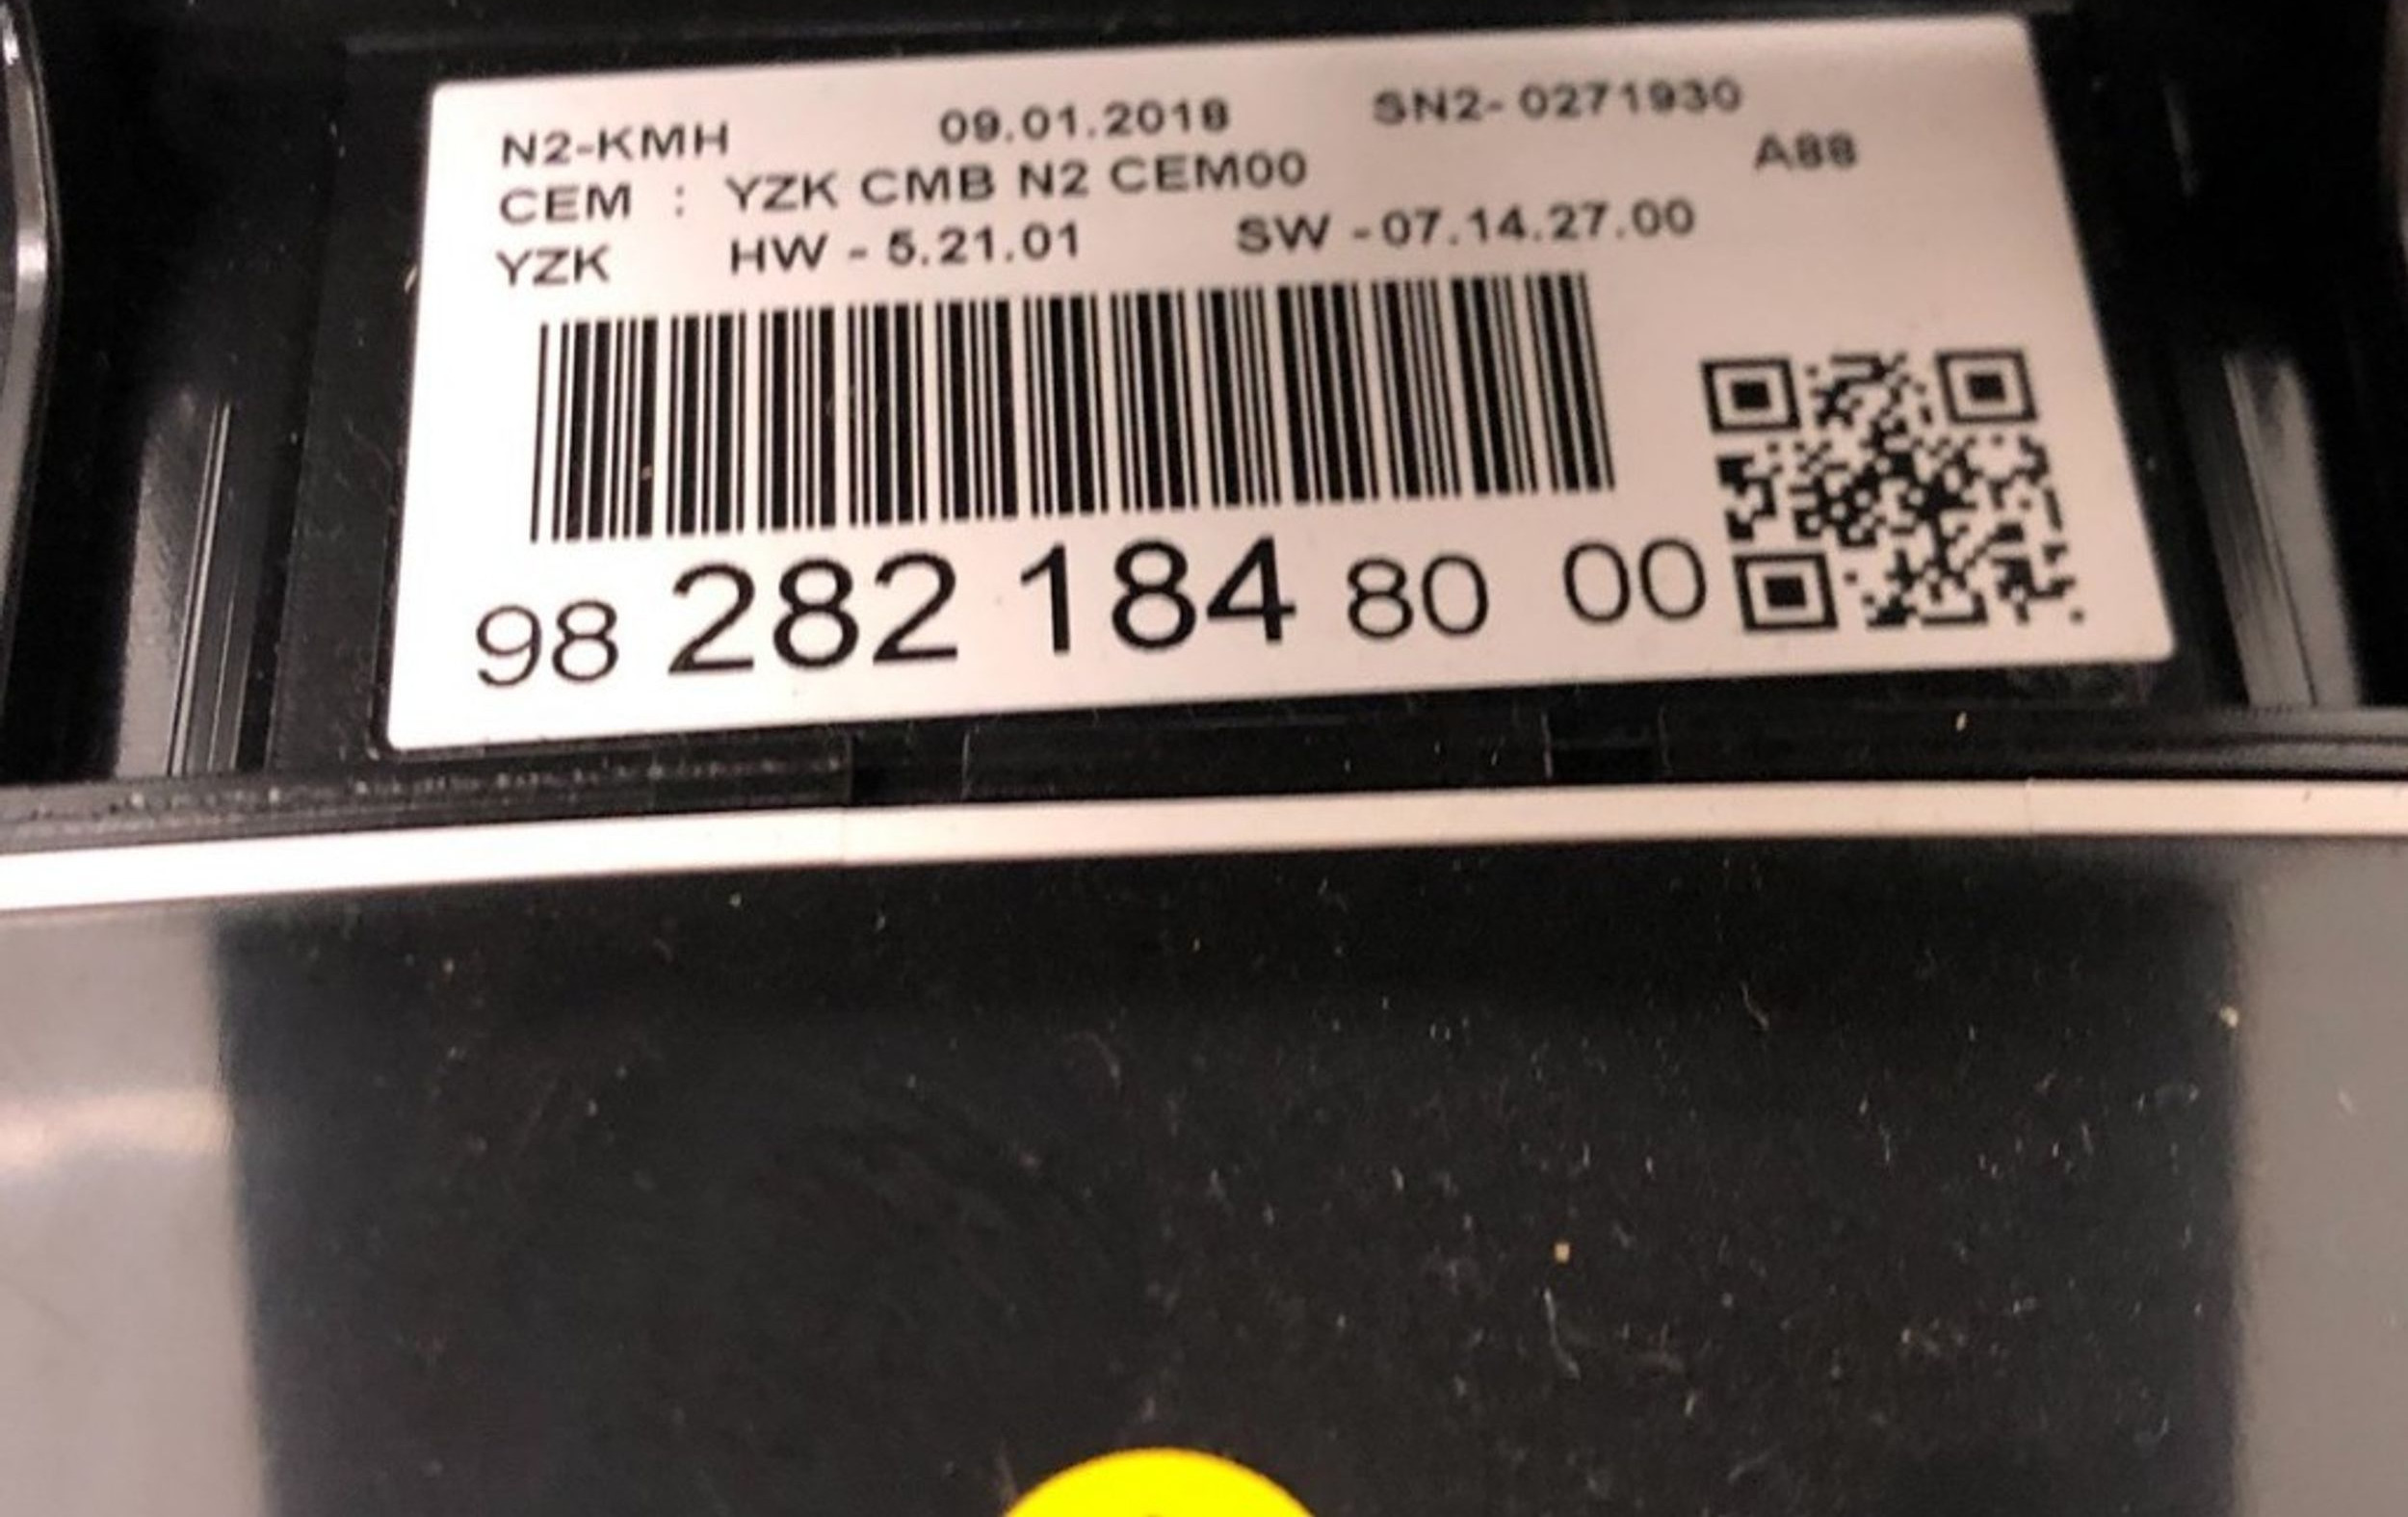 N2-KMH 09.01.2018 SN2-0271930
A88
CEM : YZK CMB N2 CEM00
YZK HW - 5.21.01 SW -07.14.27.00
98 282 184 80 00